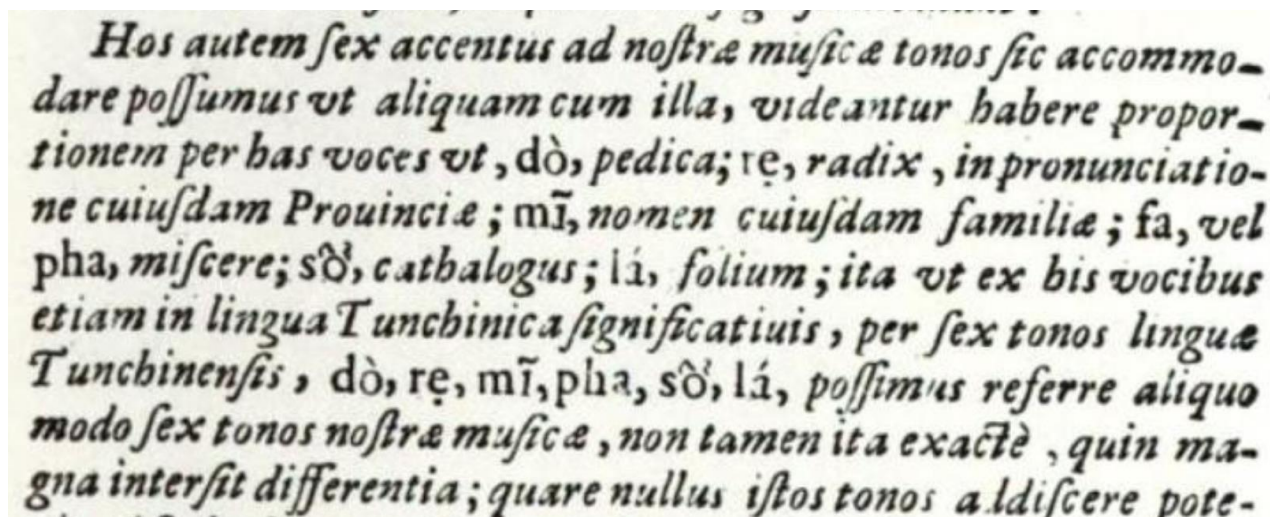 Hos autem ſex accentus ad noſtræ muſicæ tonos ſic accommo-
dare poſſumus vt aliquam cum illa, videantur habere propor-
tionem per has voces vt, dò, pedica; rẹ, radix, in pronunciatio-
ne cuiuſdam Prouinciæ; mĩ, nomen cuiuſdam familiæ; fa, vel
pha, miſcere; sổ, cathalogus; lá, folium; ita vt ex his vocibus
etiam in lingua Tunchinica ſignificatiuis, per ſex tonos linguæ
Tunchinenſis, dò, rẹ, mĩ, pha, sổ, lá, poſſimus referre aliquo
modo ſex tonos noſtræ muſicæ, non tamen ita exactè, quin ma-
gna interſit differentia; quare nullus iſtos tonos addiſcere pote-